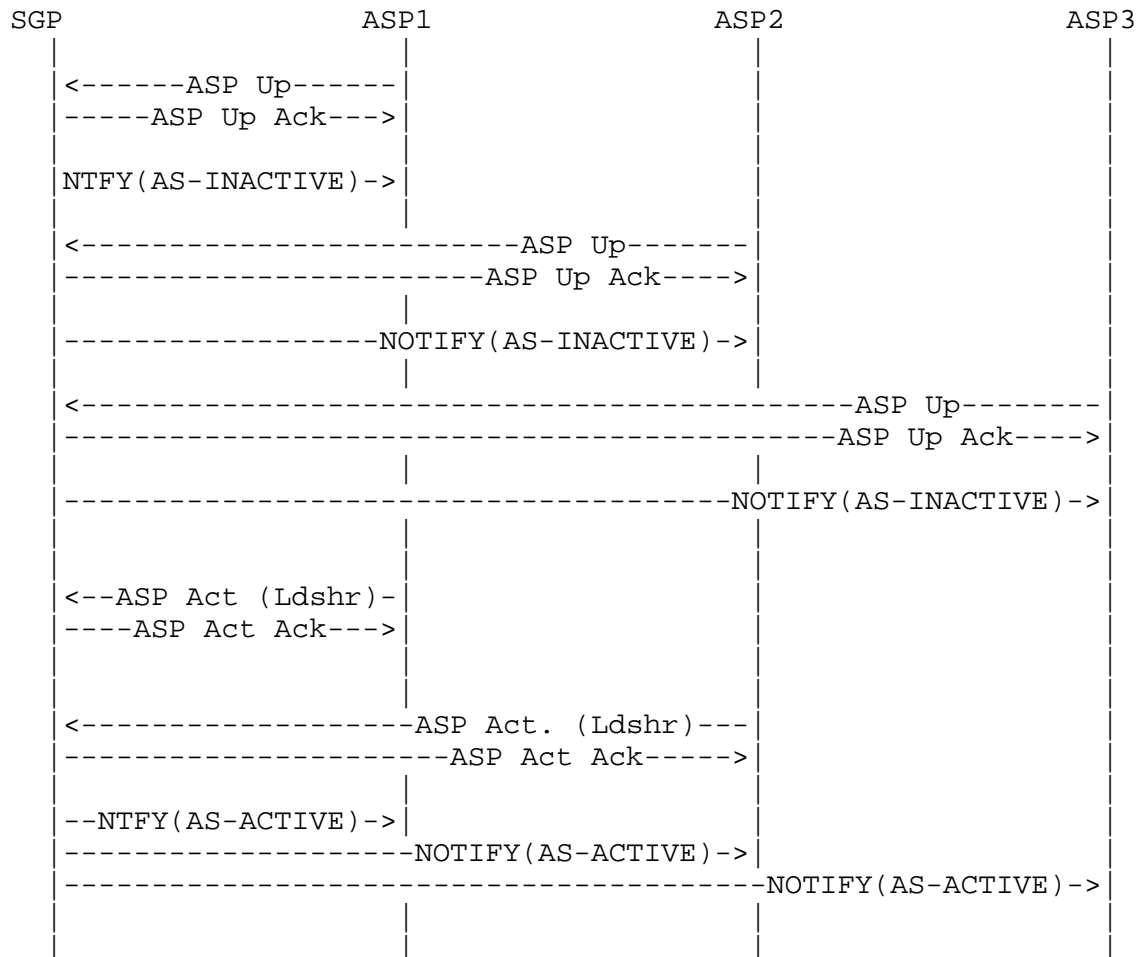 SGP ASP1 ASP2 ASP3
<------ASP Up------
-----ASP Up Ack--->
NTFY(AS-INACTIVE)->
<-------------------------ASP Up-------
------------------------ASP Up Ack---->
------------------NOTIFY(AS-INACTIVE)->
<--------------------------------------------ASP Up--------
--------------------------------------------ASP Up Ack---->
--------------------------------------NOTIFY(AS-INACTIVE)->
<--ASP Act (Ldshr)-
----ASP Act Ack--->
<-------------------ASP Act. (Ldshr)---
----------------------ASP Act Ack----->
--NTFY(AS-ACTIVE)->
--------------------NOTIFY(AS-ACTIVE)->
----------------------------------------NOTIFY(AS-ACTIVE)->